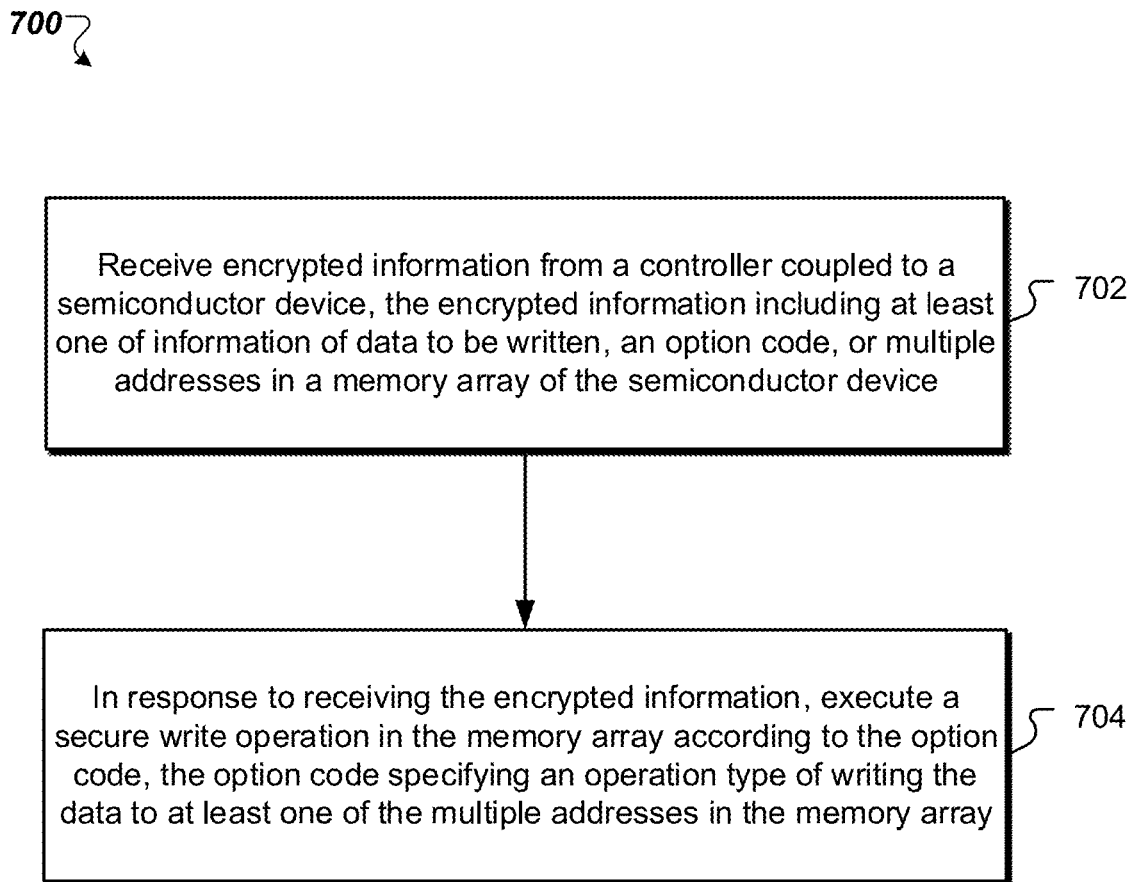 700
Receive encrypted information from a controller coupled to a
semiconductor device, the encrypted information including at least
one of information of data to be written, an option code, or multiple
addresses in a memory array of the semiconductor device
702
In response to receiving the encrypted information, execute a
secure write operation in the memory array according to the option
code, the option code specifying an operation type of writing the
data to at least one of the multiple addresses in the memory array
704